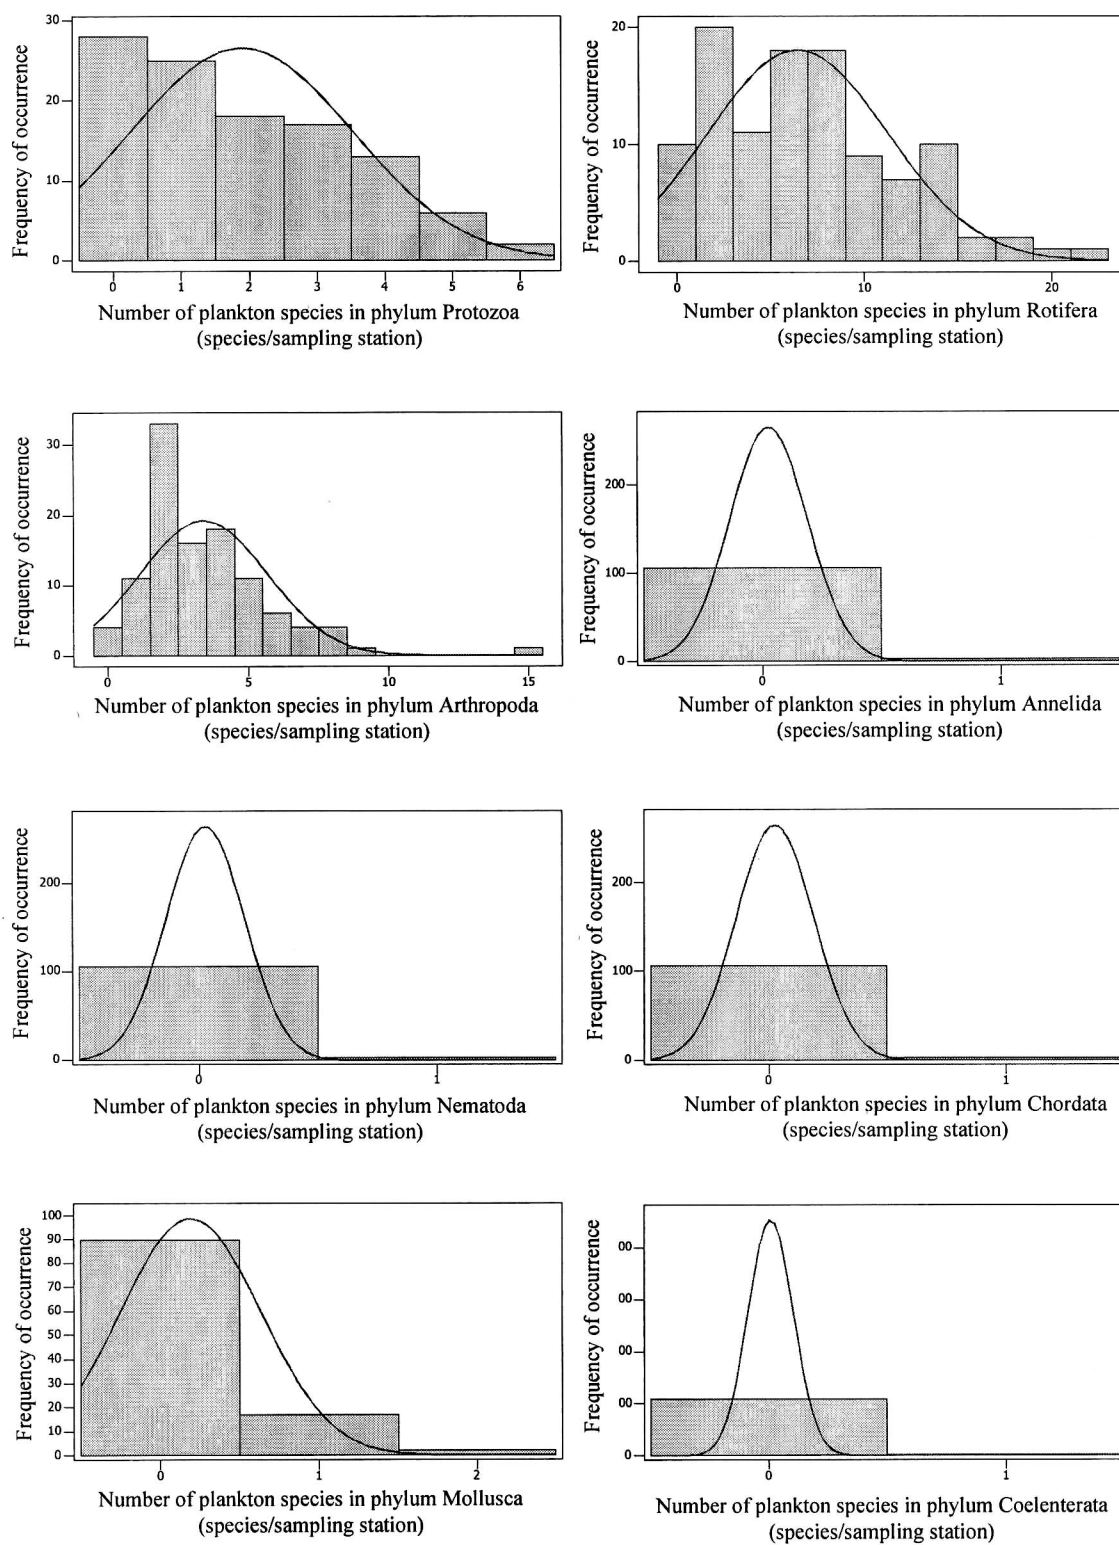 Frequency of occurrence
30
20
10
0
0 1 2 3 4 5 6
Number of plankton species in phylum Protozoa
(species/sampling station)
Frequency of occurrence
20
10
0
0 10 20
Number of plankton species in phylum Rotifera
(species/sampling station)
Frequency of occurrence
30
20
10
0
0 5 10 15
Number of plankton species in phylum Arthropoda
(species/sampling station)
Frequency of occurrence
200
100
0
0 1
Number of plankton species in phylum Annelida
(species/sampling station)
Frequency of occurrence
200
100
0
0 1
Number of plankton species in phylum Nematoda
(species/sampling station)
Frequency of occurrence
200
100
0
0 1
Number of plankton species in phylum Chordata
(species/sampling station)
Frequency of occurrence
100
90
80
70
60
50
40
30
20
10
0
0 1 2
Number of plankton species in phylum Mollusca
(species/sampling station)
Frequency of occurrence
00
00
00
00
0
0 1
Number of plankton species in phylum Coelenterata
(species/sampling station)